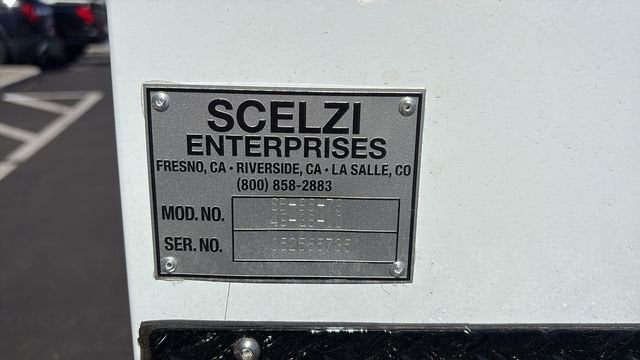 SCELZI
ENTERPRISES
FRESNO, CA • RIVERSIDE, CA • LA SALLE, CO
(800) 858-2883
MOD. NO.
SER. NO.